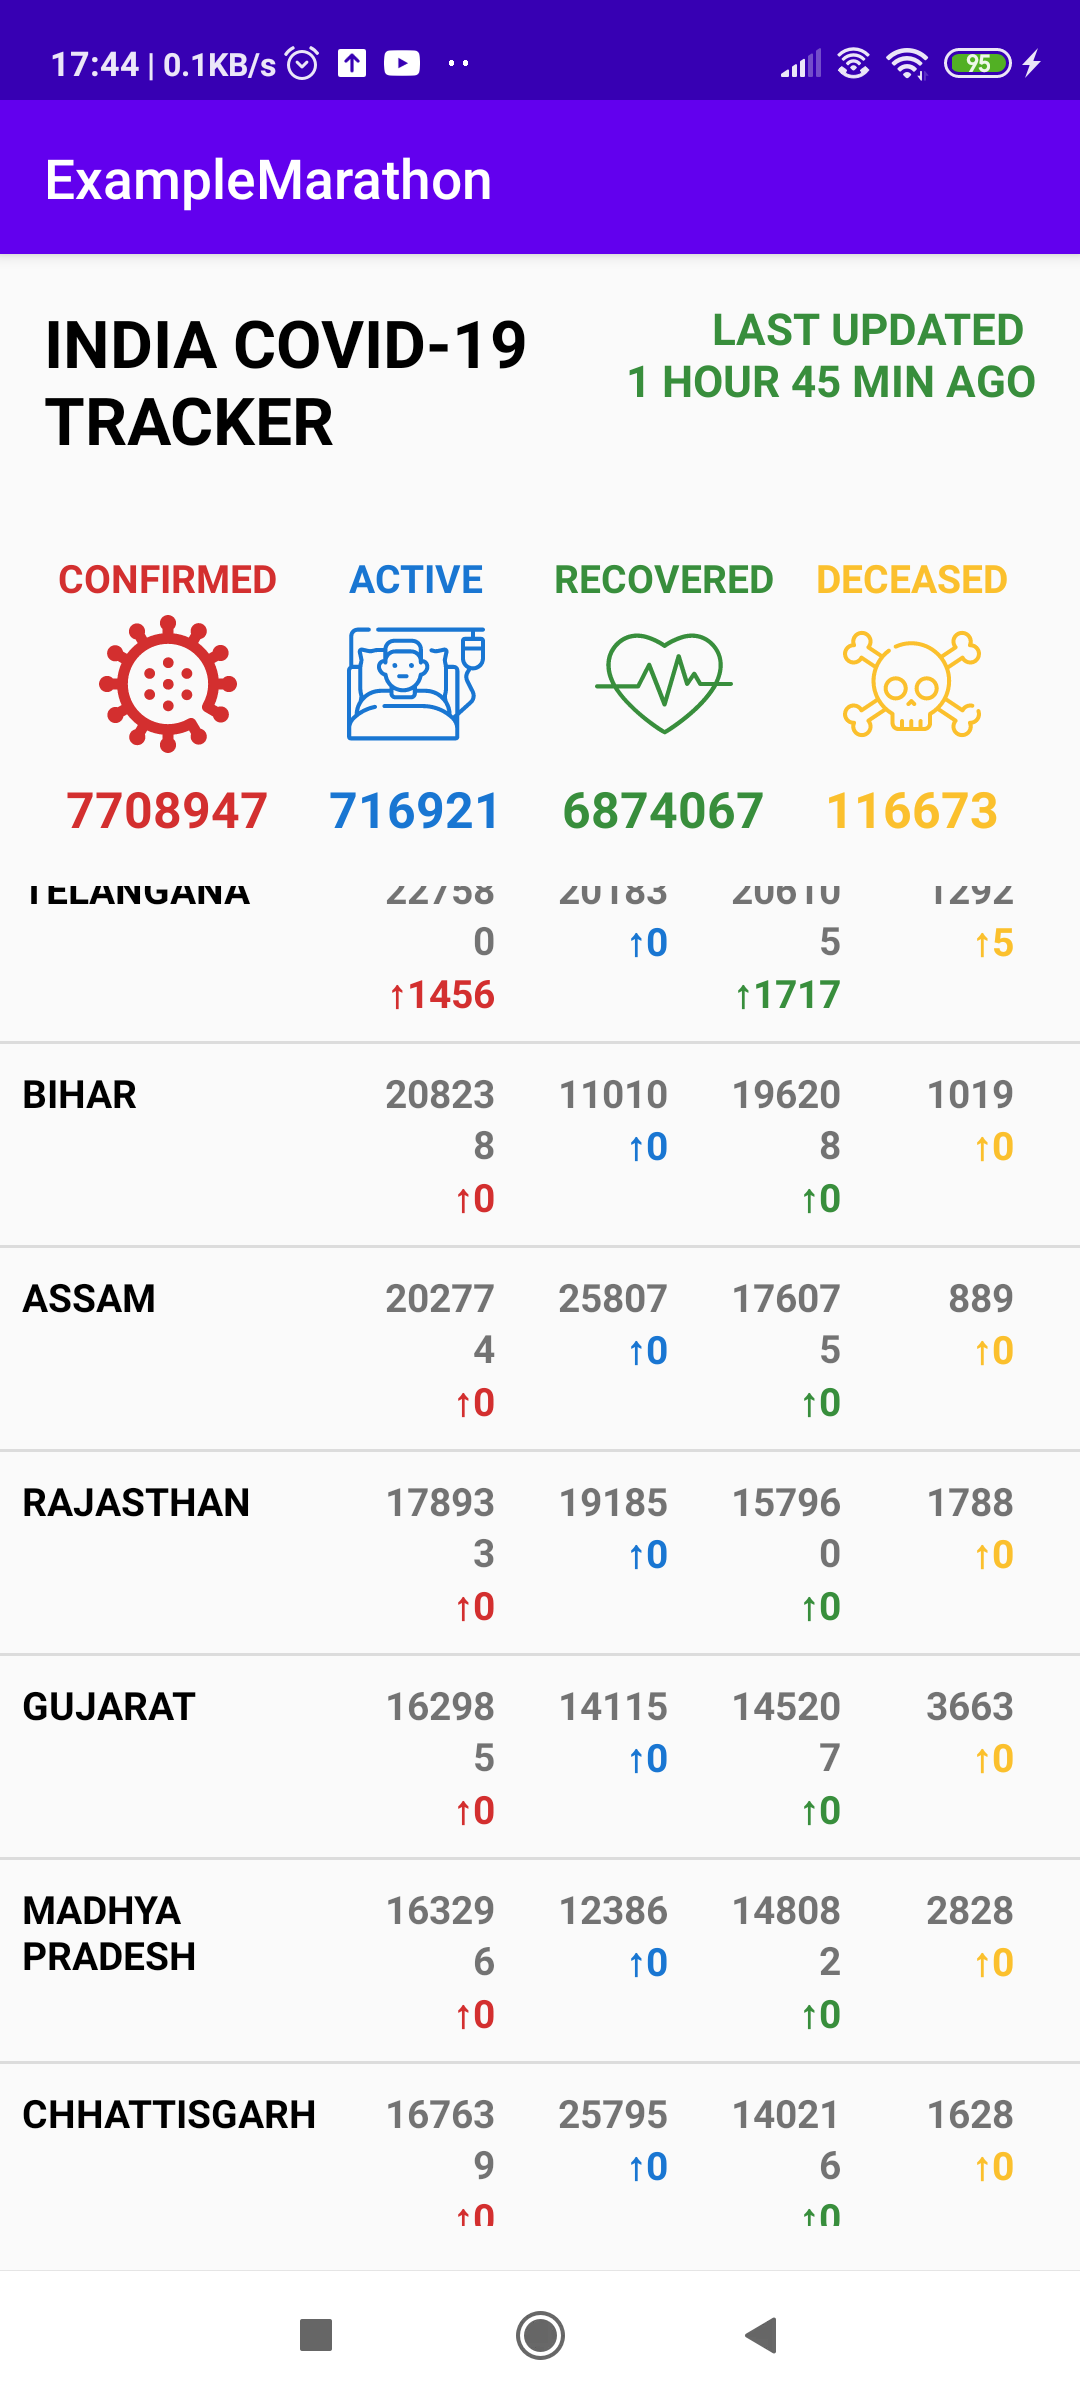 17:44 | 0.1KB/s 95
ExampleMarathon
INDIA COVID-19
TRACKER
LAST UPDATED
1 HOUR 45 MIN AGO
CONFIRMED ACTIVE RECOVERED DECEASED
7708947 716921 6874067 116673
TELANGANA 22758 20183 20610 1292
0 ↑0 5 ↑5
↑1456 ↑1717
BIHAR 20823 11010 19620 1019
8 ↑0 8 ↑0
↑0 ↑0
ASSAM 20277 25807 17607 889
4 ↑0 5 ↑0
↑0 ↑0
RAJASTHAN 17893 19185 15796 1788
3 ↑0 0 ↑0
↑0 ↑0
GUJARAT 16298 14115 14520 3663
5 ↑0 7 ↑0
↑0 ↑0
MADHYA 16329 12386 14808 2828
PRADESH 6 ↑0 2 ↑0
↑0 ↑0
CHHATTISGARH 16763 25795 14021 1628
9 ↑0 6 ↑0
↑0 ↑0